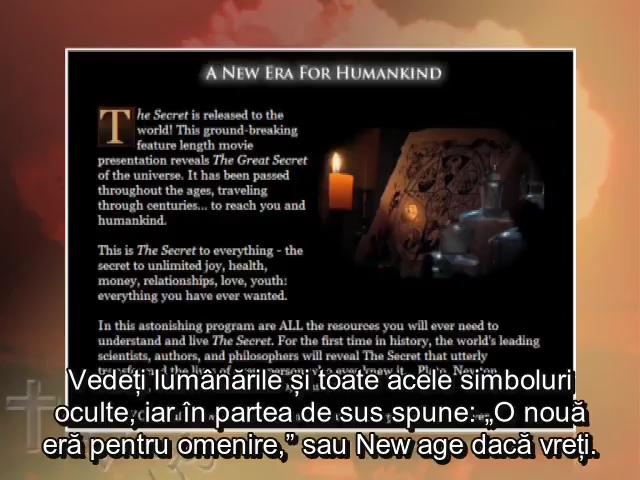 A New Era For Humankind
The Secret is released to the
world! This ground-breaking
feature length movie
presentation reveals The Great Secret
of the universe. It has been passed
throughout the ages, traveling
through centuries... to reach you and
humankind.
This is The Secret to everything - the
secret to unlimited joy, health,
money, relationships, love, youth:
everything you have ever wanted.
In this astonishing program are ALL the resources you will ever need to
understand and live The Secret. For the first time in history, the world's leading
scientists, authors, and philosophers will reveal The Secret that utterly
Vedeți lumânările și toate acele simboluri
oculte, iar în partea de sus spune: „O nouă
eră pentru omenire,” sau New age dacă vreți.